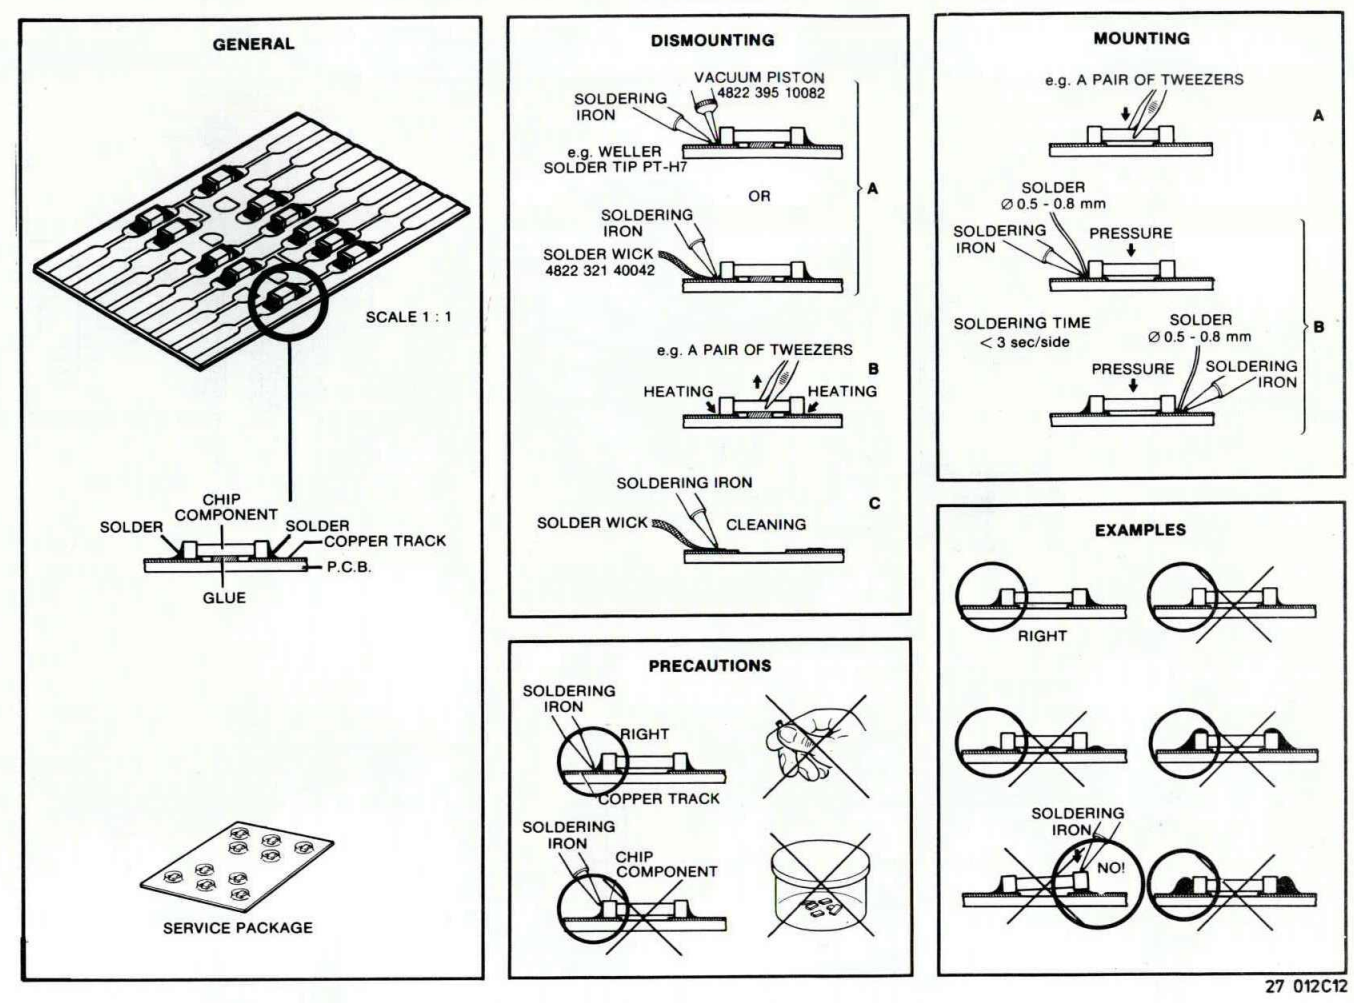 GENERAL
SCALE 1 : 1
CHIP
COMPONENT
SOLDER
SOLDER
COPPER TRACK
P.C.B.
GLUE
SERVICE PACKAGE
DISMOUNTING
VACUUM PISTON
4822 395 10082
SOLDERING
IRON
e.g. WELLER
SOLDER TIP PT-H7
A
OR
SOLDERING
IRON
SOLDER WICK
4822 321 40042
e.g. A PAIR OF TWEEZERS
B
HEATING
HEATING
SOLDERING IRON
C
SOLDER WICK
CLEANING
PRECAUTIONS
SOLDERING
IRON
RIGHT
COPPER TRACK
SOLDERING
IRON
CHIP
COMPONENT
MOUNTING
e.g. A PAIR OF TWEEZERS
A
SOLDER
Ø 0.5 - 0.8 mm
SOLDERING
IRON
PRESSURE
SOLDERING TIME
< 3 sec/side
SOLDER
Ø 0.5 - 0.8 mm
B
PRESSURE
SOLDERING
IRON
EXAMPLES
RIGHT
SOLDERING
IRON
NO!
27 012C12